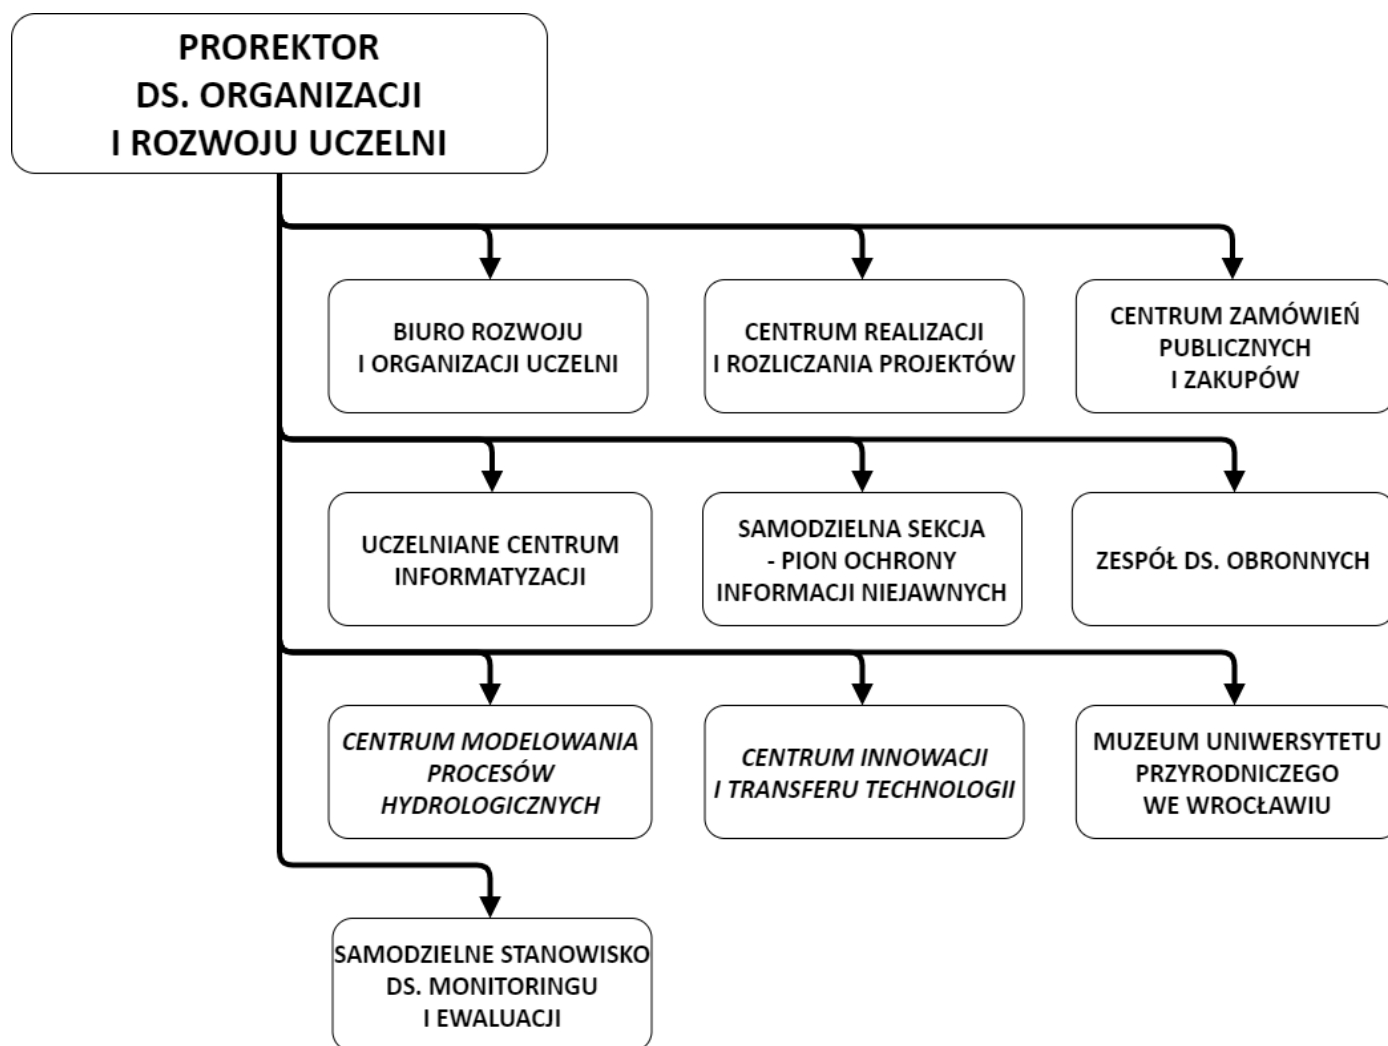 PROREKTOR
DS. ORGANIZACJI
I ROZWOJU UCZELNI
BIURO ROZWOJU
I ORGANIZACJI UCZELNI
CENTRUM REALIZACJI
I ROZLICZANIA PROJEKTÓW
CENTRUM ZAMÓWIEŃ
PUBLICZNYCH
I ZAKUPÓW
UCZELNIANE CENTRUM
INFORMATYZACJI
SAMODZIELNA SEKCJA
- PION OCHRONY
INFORMACJI NIEJAWNYCH
ZESPÓŁ DS. OBRONNYCH
CENTRUM MODELOWANIA
PROCESÓW
HYDROLOGICZNYCH
CENTRUM INNOWACJI
I TRANSFERU TECHNOLOGII
MUZEUM UNIWERSYTETU
PRZYRODNICZEGO
WE WROCŁAWIU
SAMODZIELNE STANOWISKO
DS. MONITORINGU
I EWALUACJI